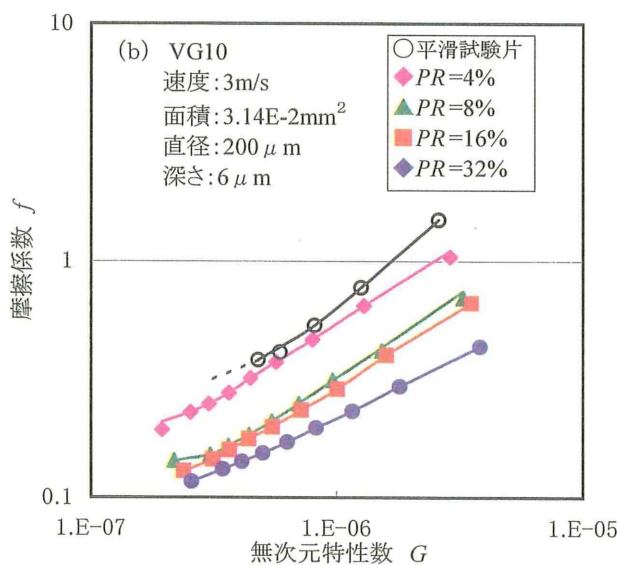 10
(b) VG10
速度:3m/s
面積:3.14E-2mm²
直径:200μm
深さ:6μm
平滑試験片
PR=4%
PR=8%
PR=16%
PR=32%
摩擦係数 f
1
0.1
1.E-07
1.E-06
1.E-05
無次元特性数 G